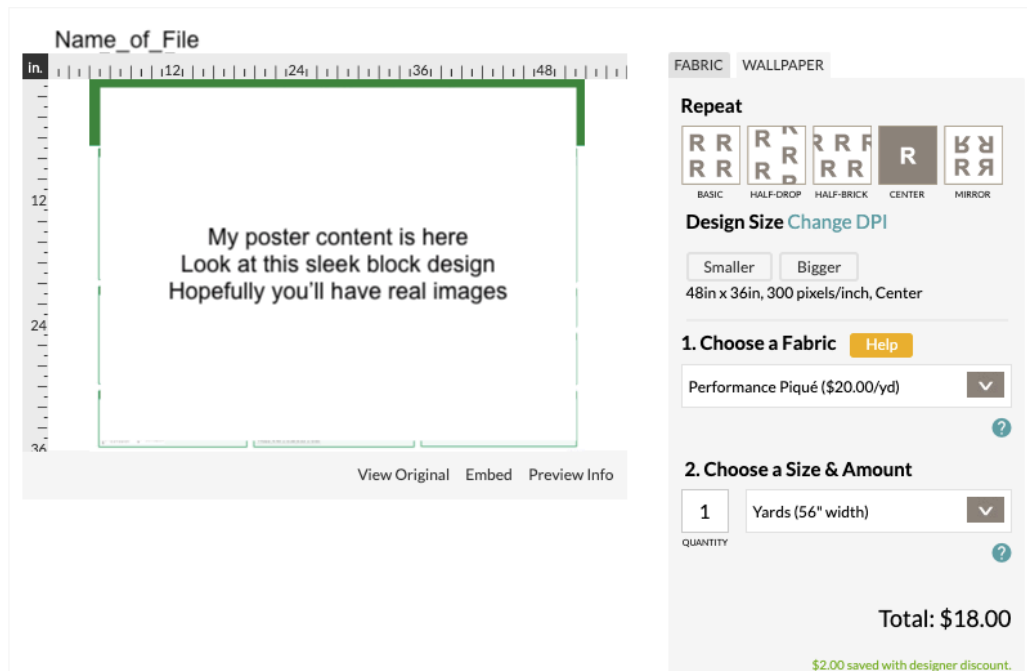 Name_of_File
in.
12
24
36
48
12
24
36
My poster content is here
Look at this sleek block design
Hopefully you'll have real images
View Original Embed Preview Info
FABRIC WALLPAPER
Repeat
R R R R
R R R R
R R R
R R
R
R R R R
BASIC HALF-DROP HALF-BRICK CENTER MIRROR
Design Size Change DPI
Smaller Bigger
48in x 36in, 300 pixels/inch, Center
1. Choose a Fabric Help
Performance Piqué ($20.00/yd)
?
2. Choose a Size & Amount
1 Yards (56" width)
QUANTITY
?
Total: $18.00
$2.00 saved with designer discount.